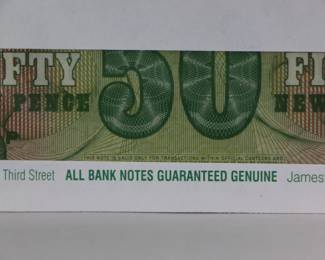 FTY 50 FI
PENCE NEW
P
THIS NOTE IS VALID ONLY FOR TRANSACTIONS WITHIN OFFICIAL CANTEENS AND
Third Street ALL BANK NOTES GUARANTEED GENUINE James